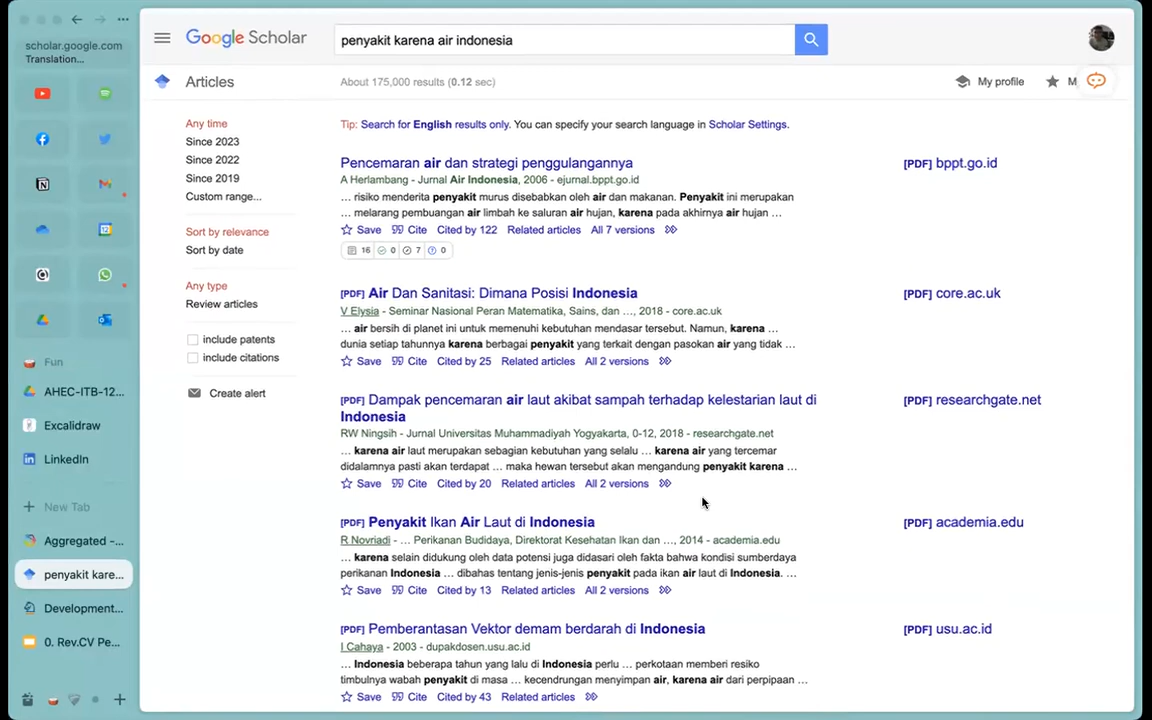 scholar.google.com
Translation...
Fun
AHEC-ITB-12...
Excalidraw
LinkedIn
New Tab
Aggregated -...
penyakit kare...
Development...
0. Rev.CV Pe...
Google Scholar
penyakit karena air indonesia
Articles
About 175,000 results (0.12 sec)
My profile
M
Any time
Since 2023
Since 2022
Since 2019
Custom range...
Sort by relevance
Sort by date
Any type
Review articles
include patents
include citations
Create alert
Tip: Search for English results only. You can specify your search language in Scholar Settings.
Pencemaran air dan strategi penggulangannya
[PDF] bppt.go.id
A Herlambang - Jurnal Air Indonesia, 2006 - ejurnal.bppt.go.id
... risiko menderita penyakit murus disebabkan oleh air dan makanan. Penyakit ini merupakan
... melarang pembuangan air limbah ke saluran air hujan, karena pada akhirnya air hujan ...
Save Cite Cited by 122 Related articles All 7 versions
16 0 7 0
[PDF] Air Dan Sanitasi: Dimana Posisi Indonesia
[PDF] core.ac.uk
V Elysia - Seminar Nasional Peran Matematika, Sains, dan ..., 2018 - core.ac.uk
... air bersih di planet ini untuk memenuhi kebutuhan mendasar tersebut. Namun, karena ...
dunia setiap tahunnya karena berbagai penyakit yang terkait dengan pasokan air yang tidak ...
Save Cite Cited by 25 Related articles All 2 versions
[PDF] Dampak pencemaran air laut akibat sampah terhadap kelestarian laut di
Indonesia
[PDF] researchgate.net
RW Ningsih - Jurnal Universitas Muhammadiyah Yogyakarta, 0-12, 2018 - researchgate.net
... karena air laut merupakan sebagian kebutuhan yang selalu ... karena air yang tercemar
didalamnya pasti akan terdapat ... maka hewan tersebut akan mengandung penyakit karena ...
Save Cite Cited by 20 Related articles All 2 versions
[PDF] Penyakit Ikan Air Laut di Indonesia
[PDF] academia.edu
R Novriadi - ... Perikanan Budidaya, Direktorat Kesehatan Ikan dan ..., 2014 - academia.edu
... karena selain didukung oleh data potensi juga didasari oleh fakta bahwa kondisi sumberdaya
perikanan Indonesia ... dibahas tentang jenis-jenis penyakit pada ikan air laut di Indonesia. ...
Save Cite Cited by 13 Related articles All 2 versions
[PDF] Pemberantasan Vektor demam berdarah di Indonesia
[PDF] usu.ac.id
I Cahaya - 2003 - dupakdosen.usu.ac.id
... Indonesia beberapa tahun yang lalu di Indonesia perlu ... perkotaan memberi resiko
timbulnya wabah penyakit di masa ... kecendrungan menyimpan air, karena air dari perpipaan ...
Save Cite Cited by 43 Related articles